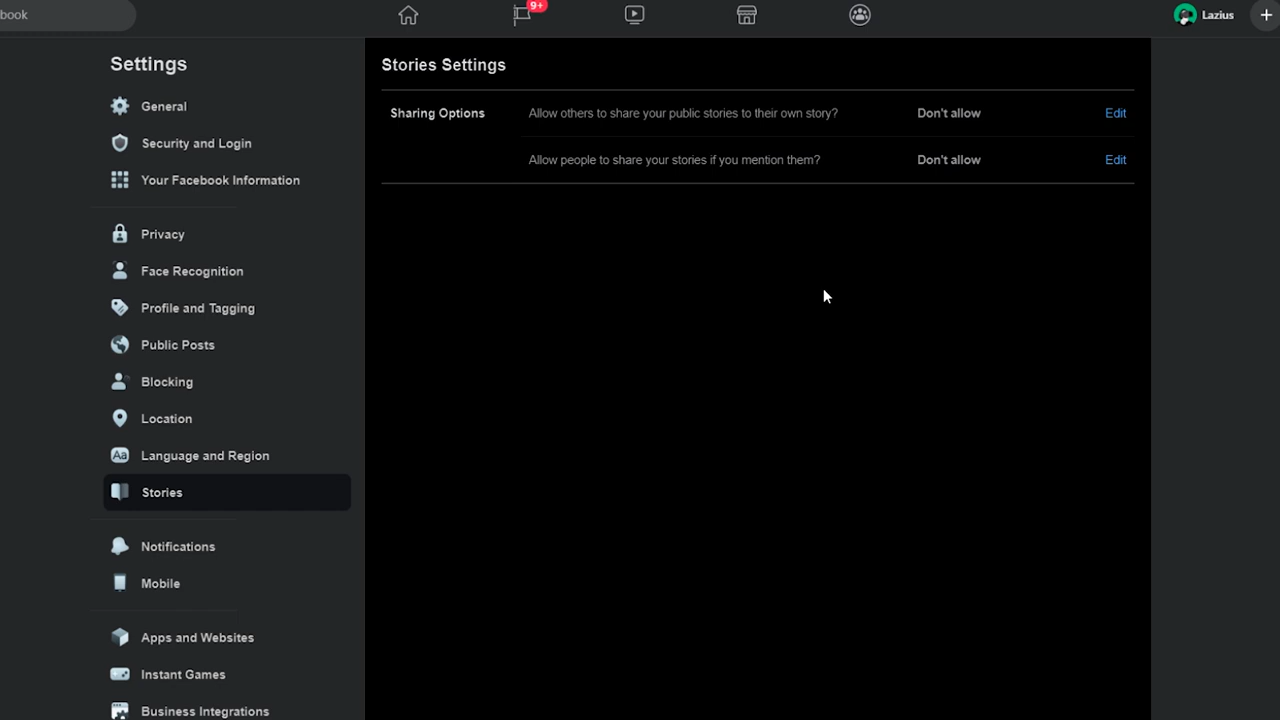 book
9+
Lazius
Settings
General
Security and Login
Your Facebook Information
Privacy
Face Recognition
Profile and Tagging
Public Posts
Blocking
Location
Aa Language and Region
Stories
Notifications
Mobile
Apps and Websites
Instant Games
Business Integrations
Stories Settings
Sharing Options Allow others to share your public stories to their own story? Don't allow Edit
Allow people to share your stories if you mention them? Don't allow Edit